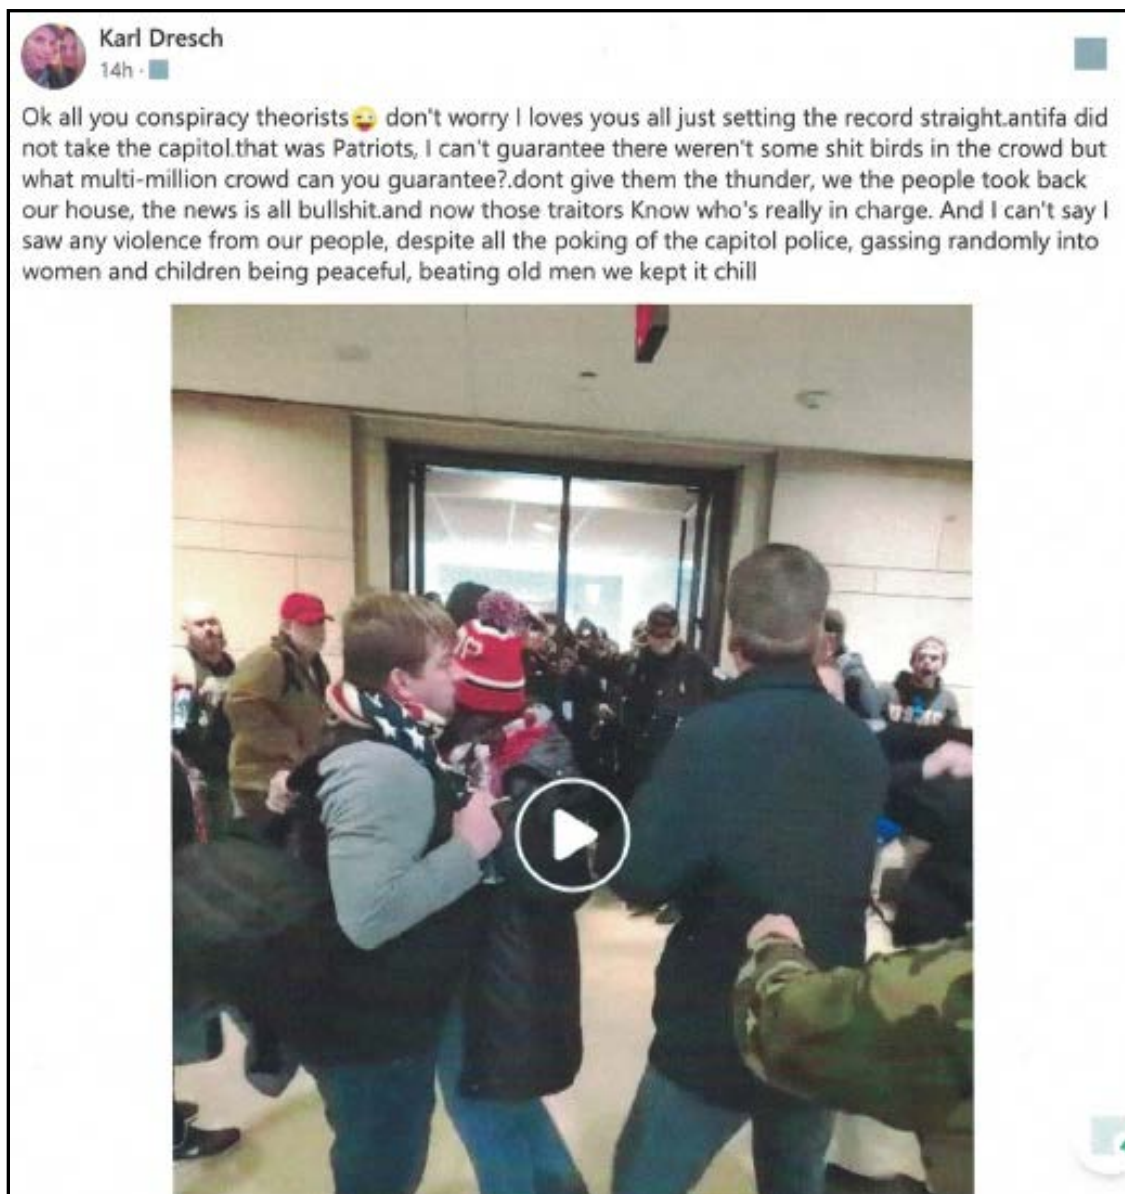 Karl Dresch
14h ·
Ok all you conspiracy theorists😜 don't worry I loves yous all just setting the record straight.antifa did
not take the capitol.that was Patriots, I can't guarantee there weren't some shit birds in the crowd but
what multi-million crowd can you guarantee?.dont give them the thunder, we the people took back
our house, the news is all bullshit.and now those traitors Know who's really in charge. And I can't say I
saw any violence from our people, despite all the poking of the capitol police, gassing randomly into
women and children being peaceful, beating old men we kept it chill